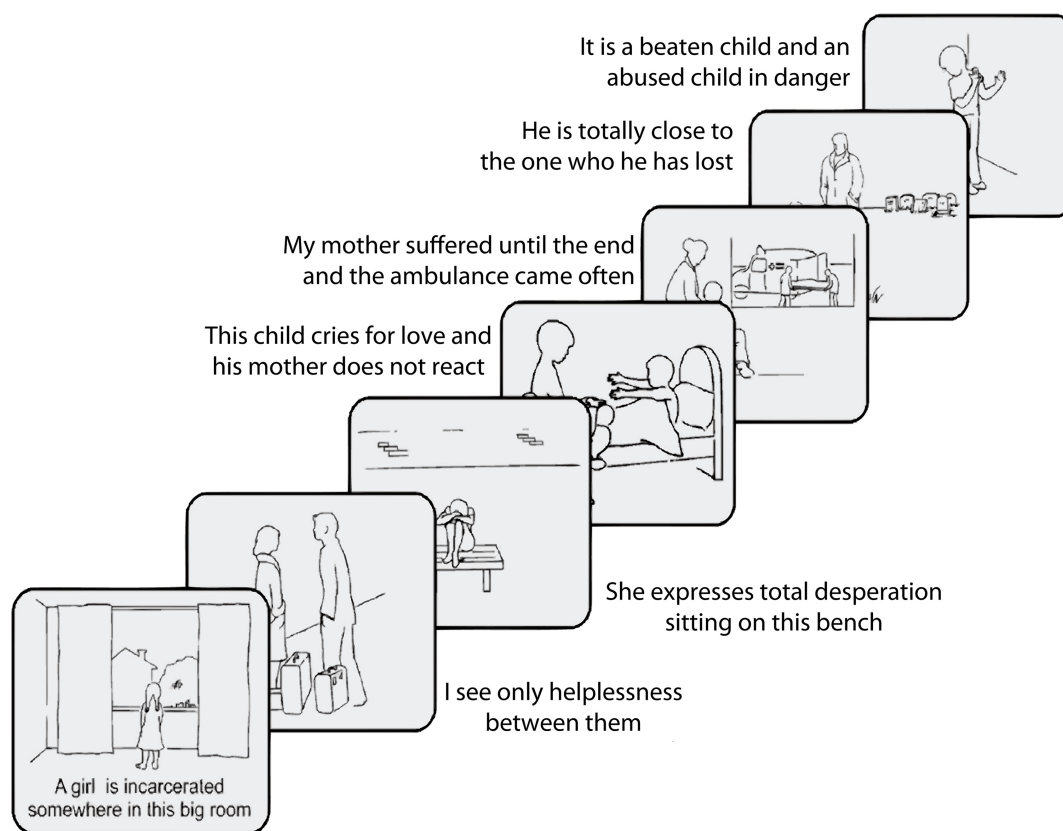 It is a beaten child and an
abused child in danger
He is totally close to
the one who he has lost
My mother suffered until the end
and the ambulance came often
This child cries for love and
his mother does not react
She expresses total desperation
sitting on this bench
I see only helplessness
between them
A girl is incarcerated
somewhere in this big room